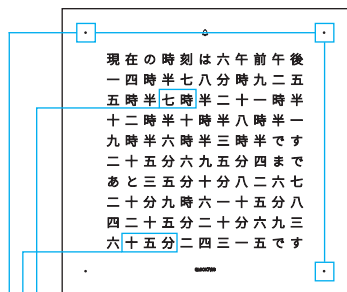 現在の時刻は六午前午後
一四時半七八分時九二五
五時半七時半二十一時半
十二時半十時半八時半一
九時半六時半三時半です
二十五分六九五分四まで
あと三五分十分八二六七
二十分九時六一十五分八
四二十五分二十分六九三
六十五分二四三一五です